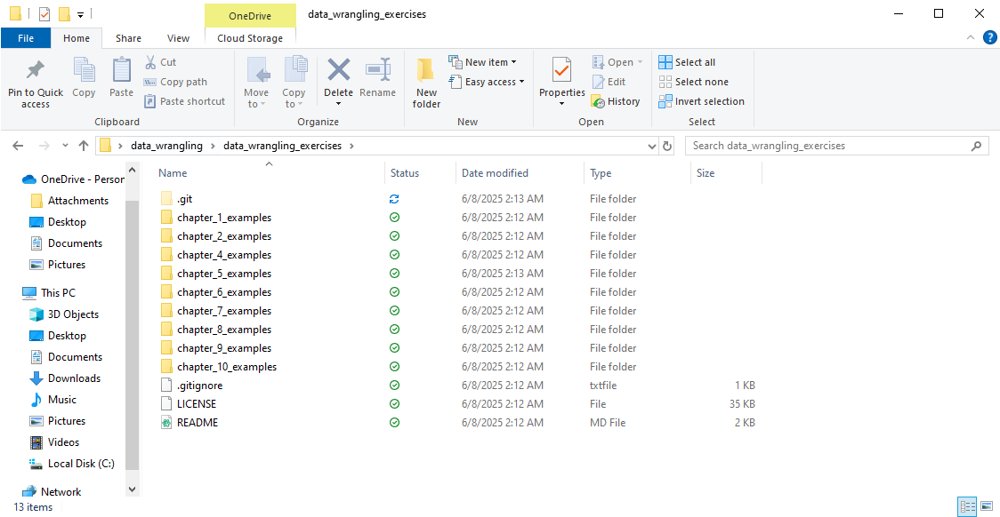 OneDrive
data_wrangling_exercises
File
Home
Share
View
Cloud Storage
?
Pin to Quick access
Copy
Paste
Cut
Copy path
Paste shortcut
Clipboard
Move to
Copy to
Delete
Rename
Organize
New folder
New item
Easy access
New
Properties
Open
Edit
History
Open
Select all
Select none
Invert selection
Select
data_wrangling > data_wrangling_exercises >
Search data_wrangling_exercises
OneDrive - Person
Attachments
Desktop
Documents
Pictures
This PC
3D Objects
Desktop
Documents
Downloads
Music
Pictures
Videos
Local Disk (C:)
Network
Name Status Date modified Type Size
.git 6/8/2025 2:13 AM File folder
chapter_1_examples 6/8/2025 2:12 AM File folder
chapter_2_examples 6/8/2025 2:12 AM File folder
chapter_4_examples 6/8/2025 2:12 AM File folder
chapter_5_examples 6/8/2025 2:13 AM File folder
chapter_6_examples 6/8/2025 2:12 AM File folder
chapter_7_examples 6/8/2025 2:12 AM File folder
chapter_8_examples 6/8/2025 2:12 AM File folder
chapter_9_examples 6/8/2025 2:12 AM File folder
chapter_10_examples 6/8/2025 2:12 AM File folder
.gitignore 6/8/2025 2:12 AM txtfile 1 KB
LICENSE 6/8/2025 2:12 AM File 35 KB
README 6/8/2025 2:12 AM MD File 2 KB
13 items